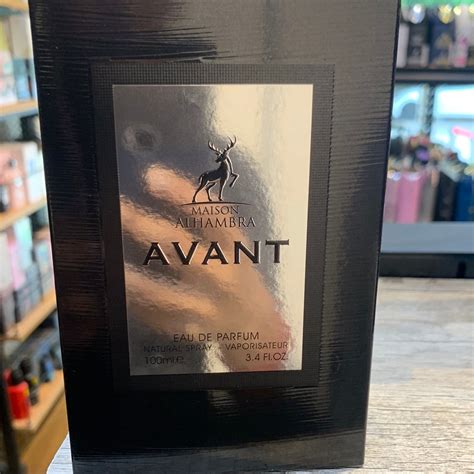 MAISON
ALHAMBRA
AVANT
EAU DE PARFUM
NATURAL SPRAY - VAPORISATEUR
100ml e 3.4 FL.OZ.